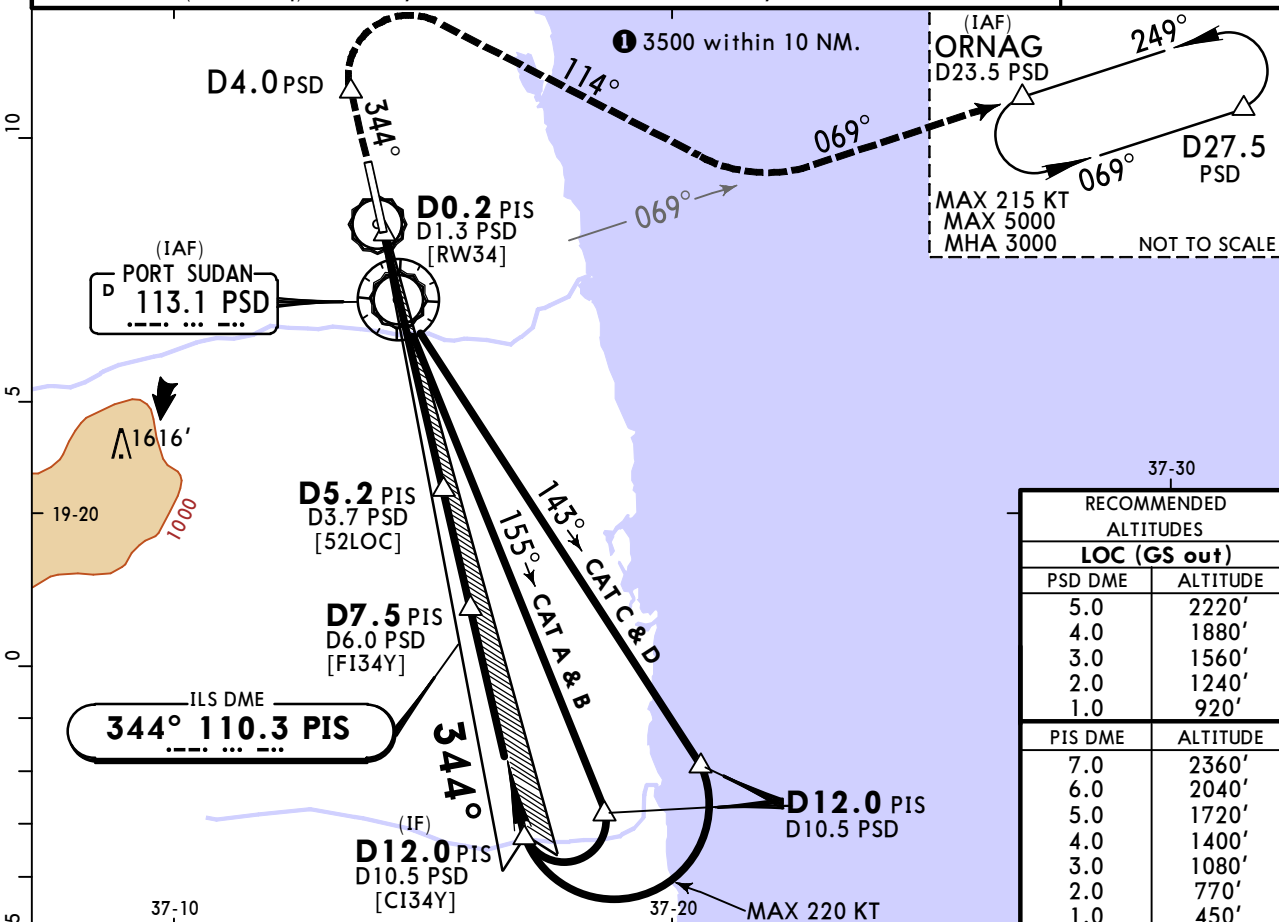 ❶ 3500 within 10 NM.
(IAF)
ORNAG
D23.5 PSD
249°
069°
D27.5
PSD
MAX 215 KT
MAX 5000
MHA 3000
NOT TO SCALE
D4.0 PSD
344°
114°
069°
069°
10
D0.2 PIS
D1.3 PSD
[RW34]
(IAF)
PORT SUDAN
D 113.1 PSD
5
1616'
1000
19-20
D5.2 PIS
D3.7 PSD
[52LOC]
155° CAT A & B
143° CAT C & D
D7.5 PIS
D6.0 PSD
[FI34Y]
0
ILS DME
344° 110.3 PIS
344°
(IF)
D12.0 PIS
D10.5 PSD
[CI34Y]
D12.0 PIS
D10.5 PSD
MAX 220 KT
5
37-10
37-20
37-30
RECOMMENDED
ALTITUDES
LOC (GS out)
PSD DME ALTITUDE
5.0 2220'
4.0 1880'
3.0 1560'
2.0 1240'
1.0 920'
PIS DME ALTITUDE
7.0 2360'
6.0 2040'
5.0 1720'
4.0 1400'
3.0 1080'
2.0 770'
1.0 450'